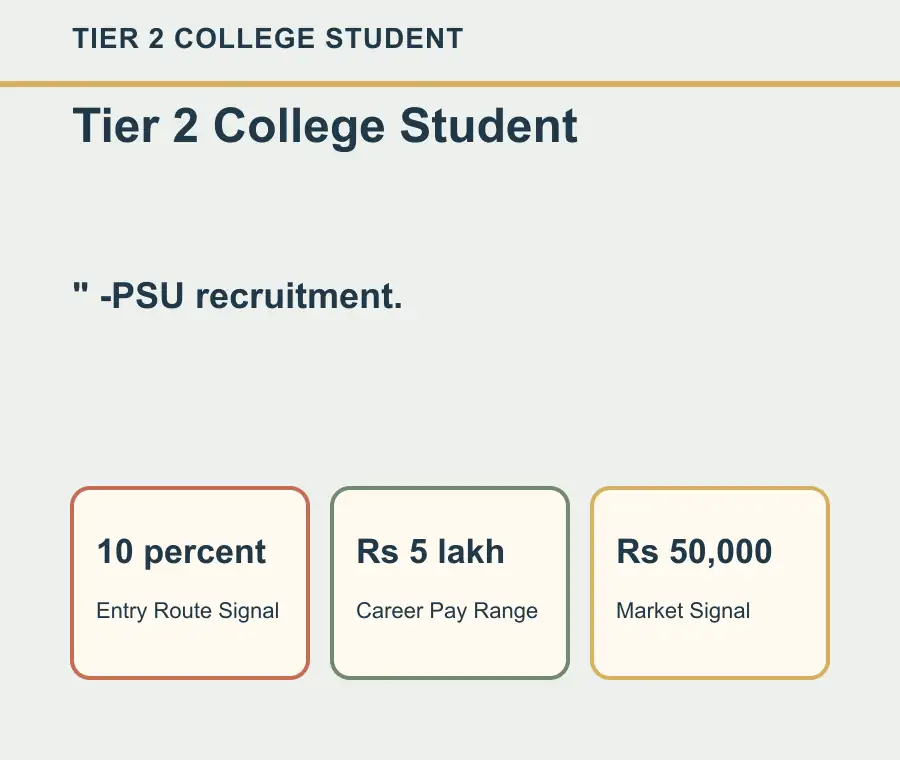 TIER 2 COLLEGE STUDENT
Tier 2 College Student
" -PSU recruitment.
10 percent
Entry Route Signal
Rs 5 lakh
Career Pay Range
Rs 50,000
Market Signal